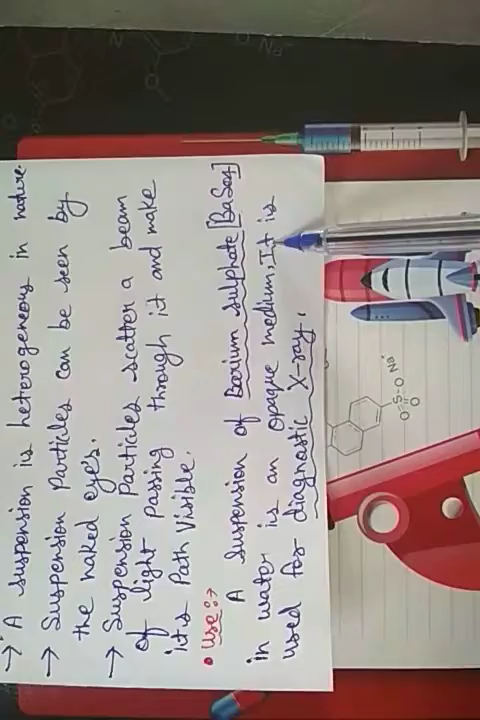 → A suspension is heterogeneous in nature.
→ Suspension Particles can be seen by
the naked eye's.
→ Suspension Particles scatter a beam
of light passing through it and make
its Path visible.
• Use:→
A suspension of Barium sulphate [BaSO4]
in water is an opaque medium, It is
used for diagnostic X-ray.
S-O Na+
O
O